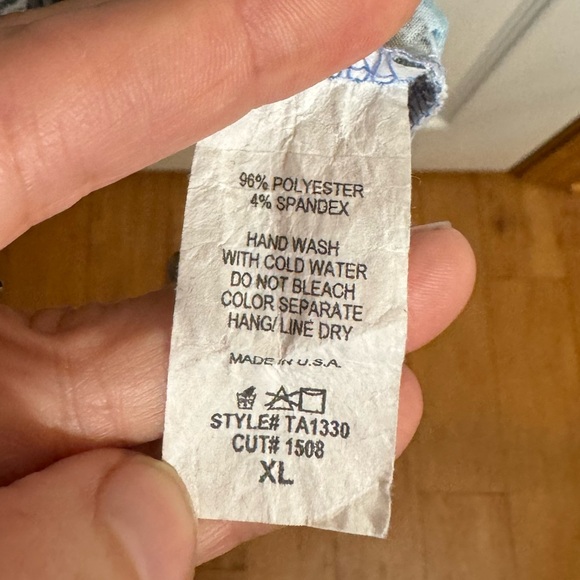 96% POLYESTER
4% SPANDEX
HAND WASH
WITH COLD WATER
DO NOT BLEACH
COLOR SEPARATE
HANG/LINE DRY
MADE IN U.S.A.
STYLE# TA1330
CUT# 1508
XL